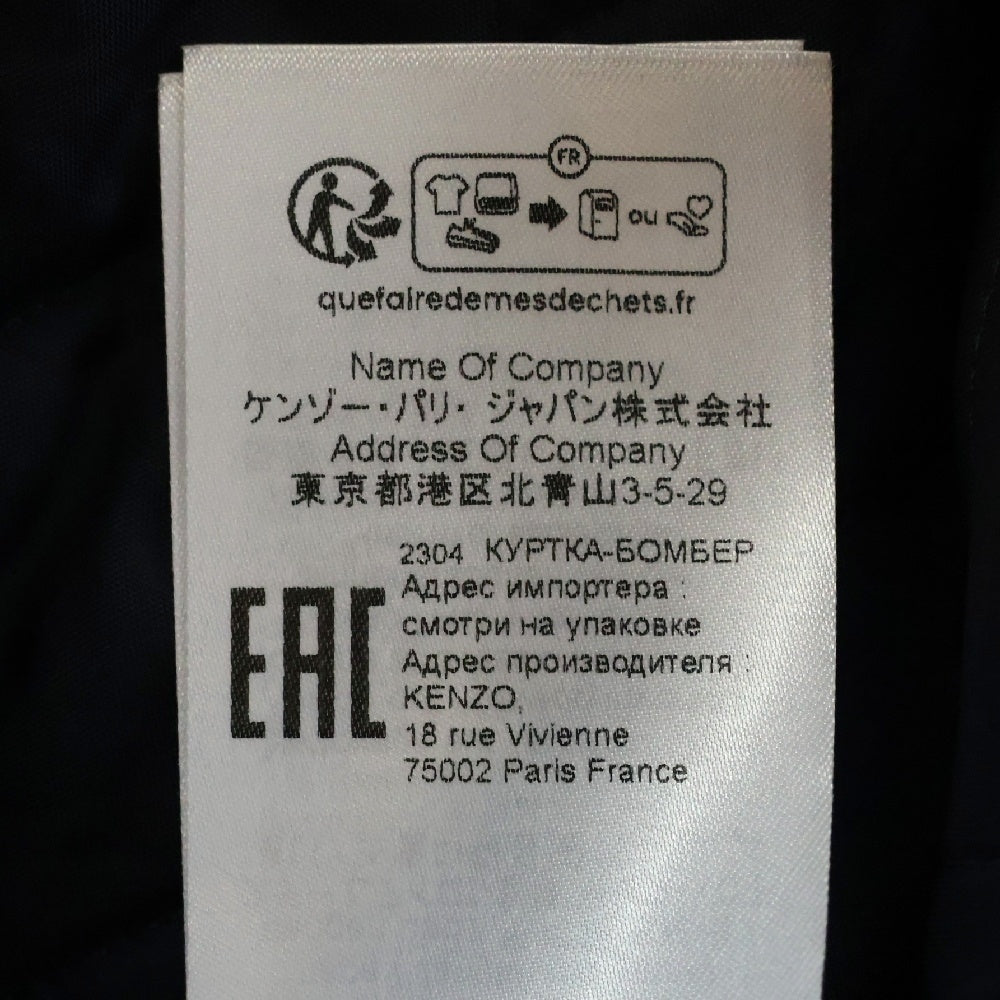 FR
ou
quefairedemesdechets.fr
Name Of Company
ケンゾー・パリ・ ジャパン株式会社
Address Of Company
東京都港区北青山3-5-29
2304 КУРТКА-БОМБЕР
Адрес импортера :
смотри на упаковке
Адрес производителя :
EAC
KENZO,
18 rue Vivienne
75002 Paris France